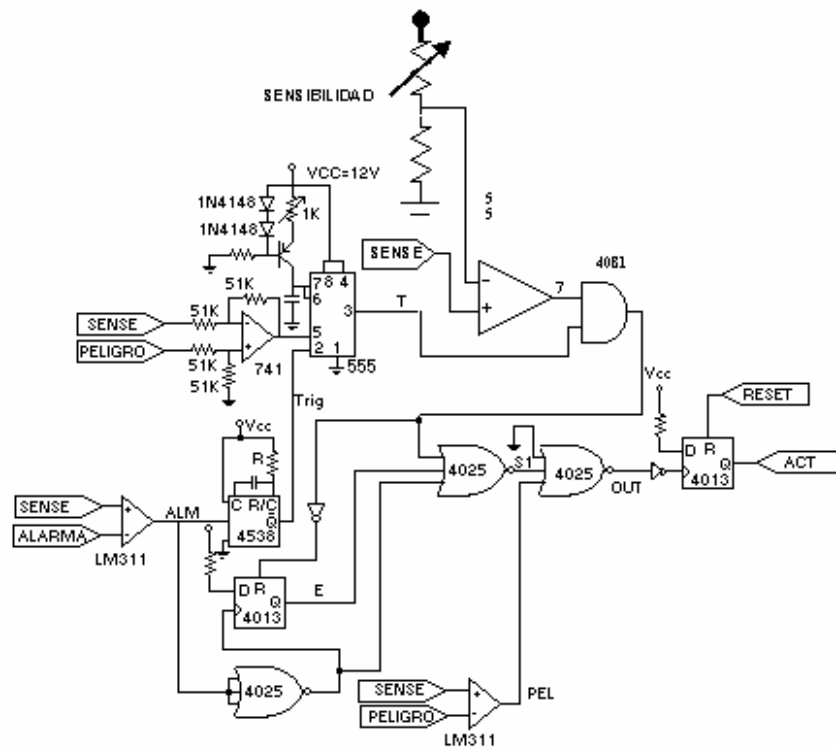 SENSIBILIDAD
VCC=12V
1N4148
1K
1N4148
5
5
SENSE
7
4081
7 8 4
6
3
T
51K
51K
SENSE
5
PELIGRO
2 1
51K
741
555
51K
Trig
Vcc
Vcc
RESET
R
D R
Q
4013
ACT
4025
S1
4025
OUT
C R/C
Q
4538
SENSE
ALM
ALARMA
LM311
D R
Q
4013
E
4025
SENSE
PEL
PELIGRO
LM311